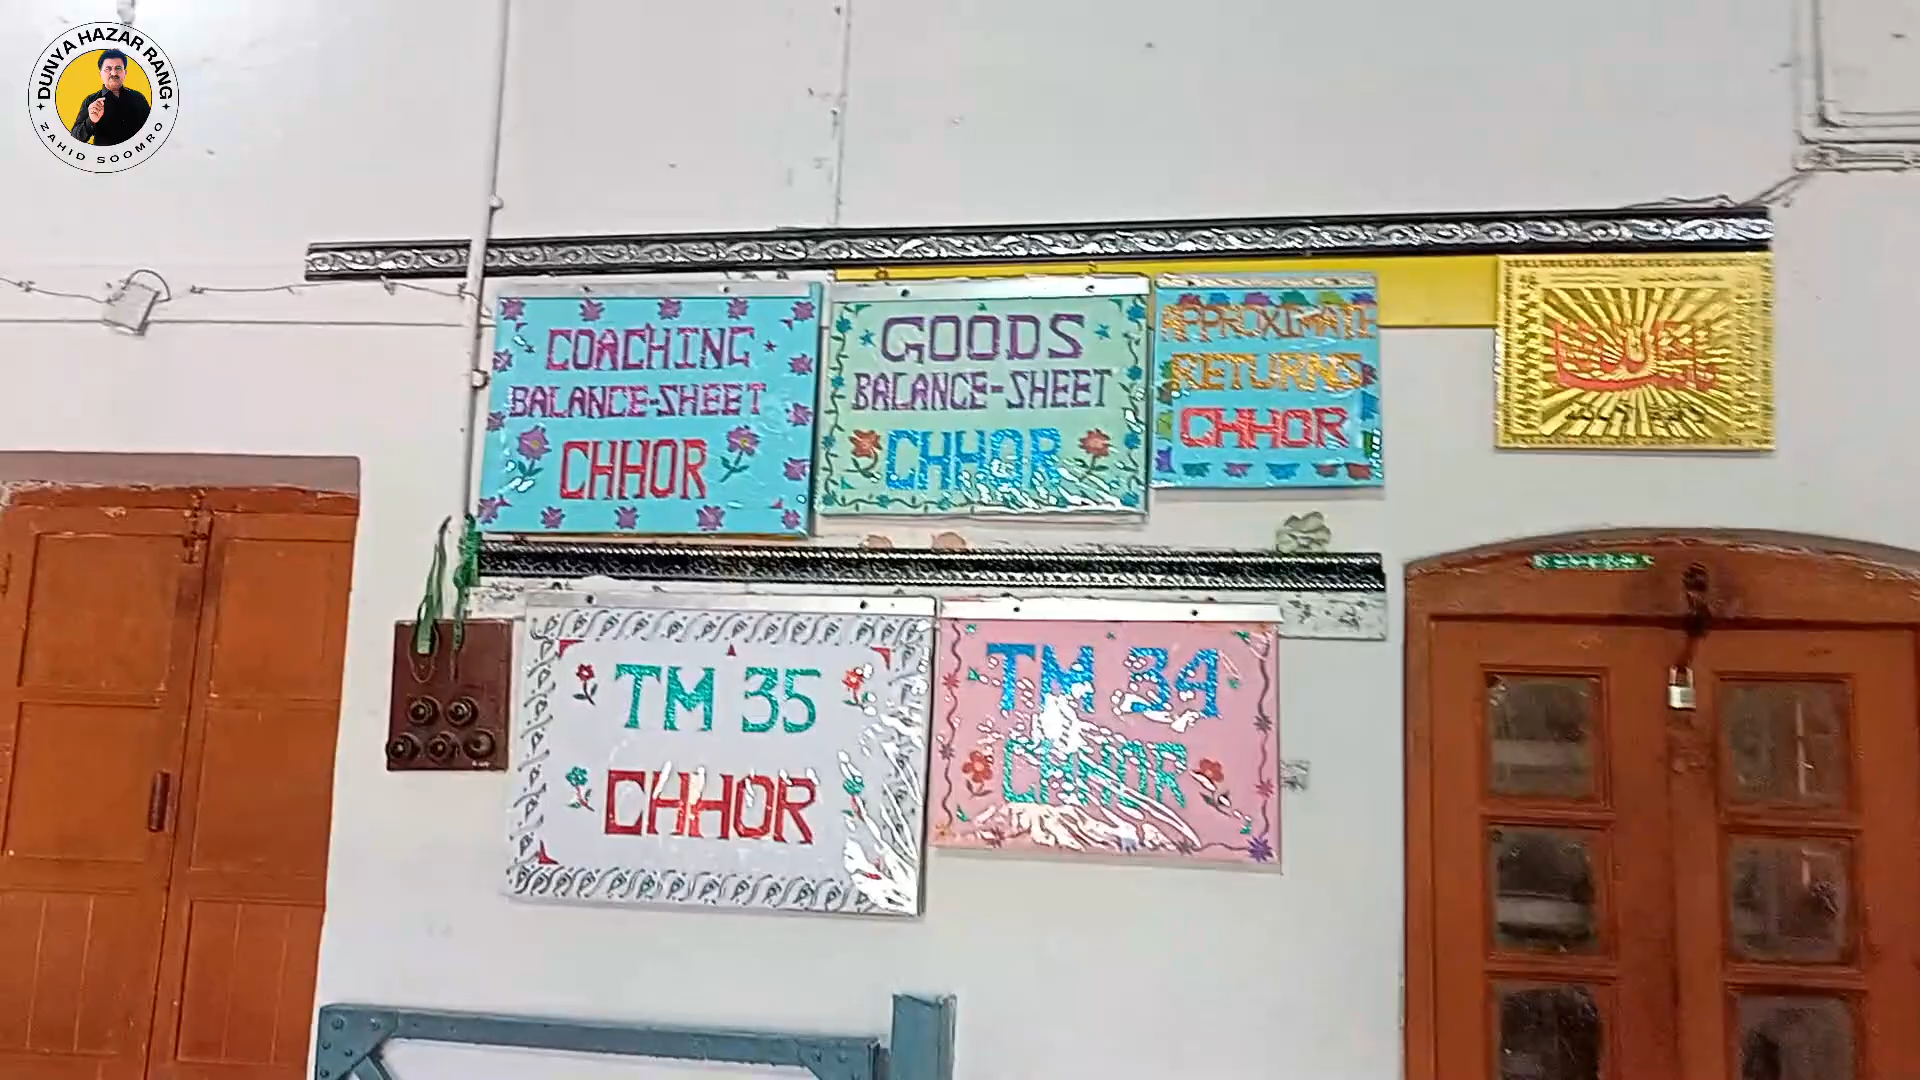 DUNYA HAZAR RANG
ZAHID SOOMRO
COACHING
BALANCE-SHEET
CHHOR
GOODS
BALANCE-SHEET
CHHOR
APPROXIMATE
RETURNS
CHHOR
TM 35
CHHOR
TM 34
CHHOR